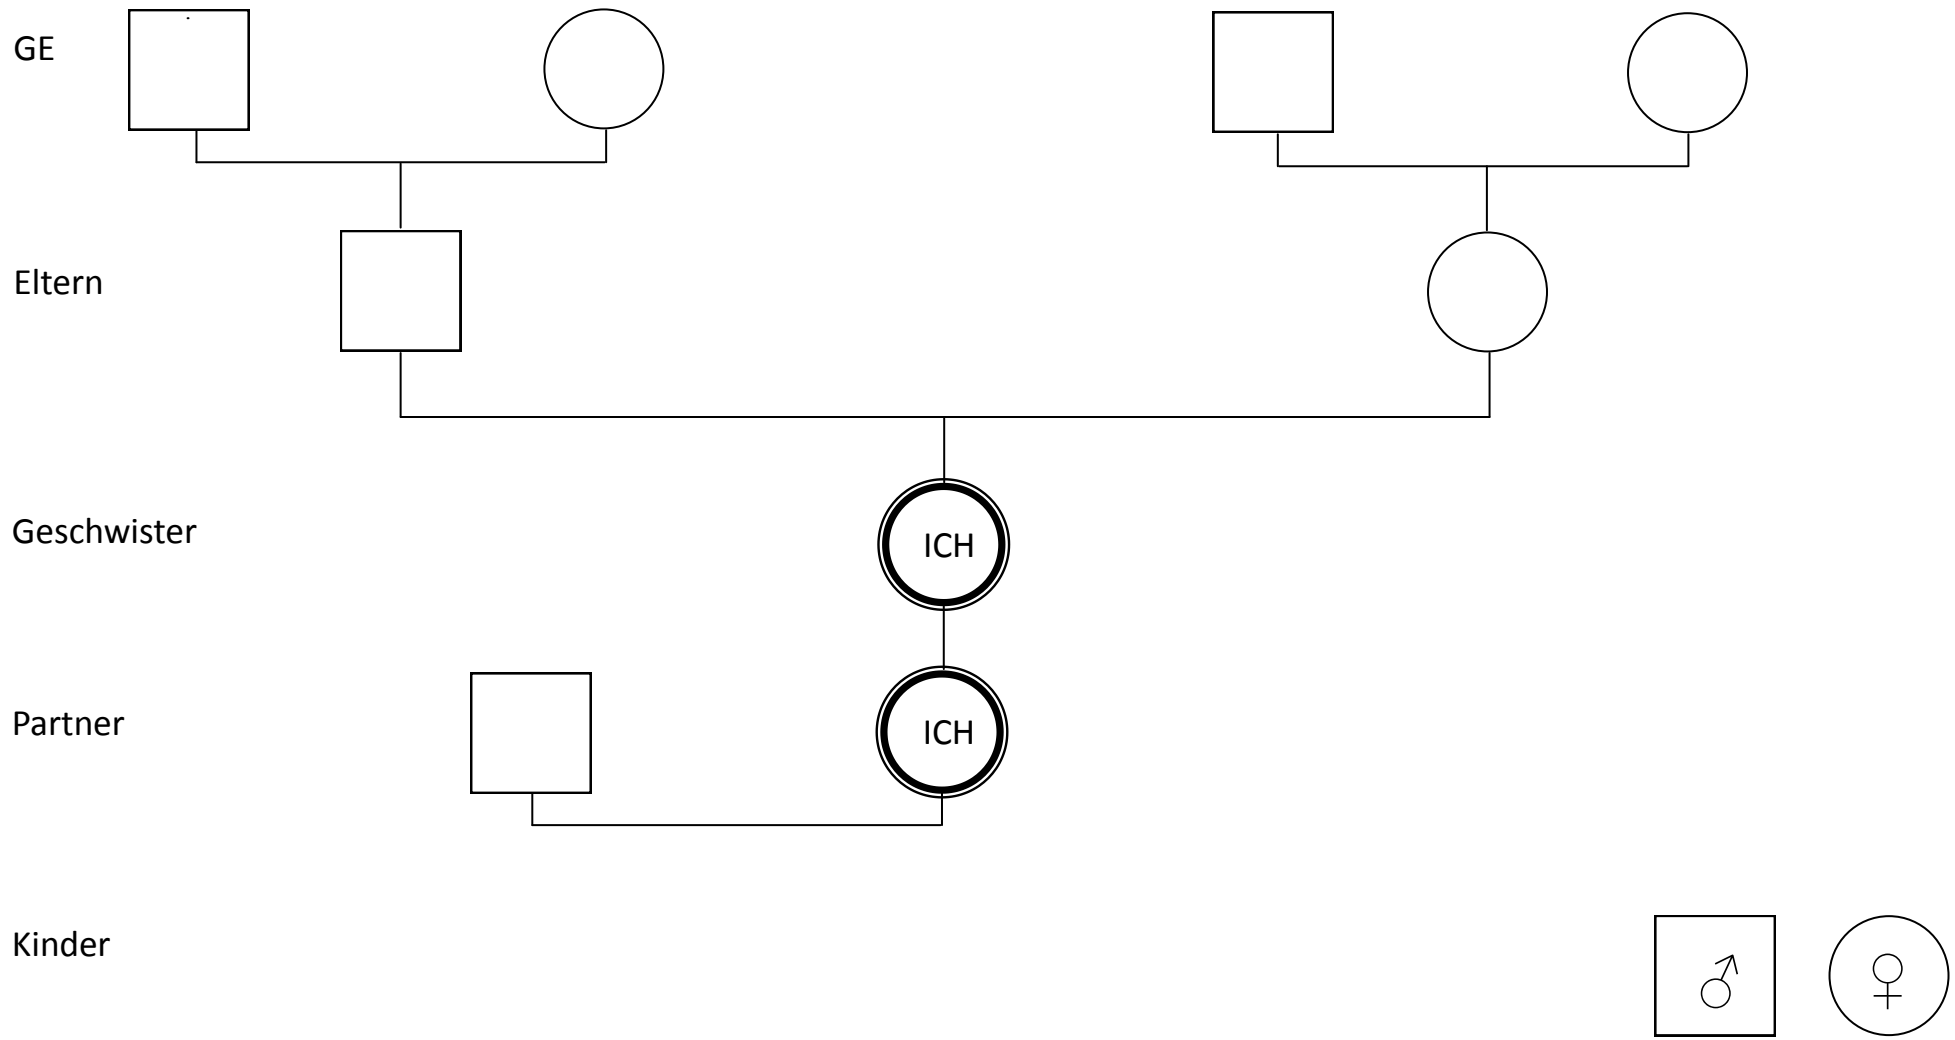 GE
Eltern
Geschwister
ICH
Partner
ICH
Kinder
♂ ♀